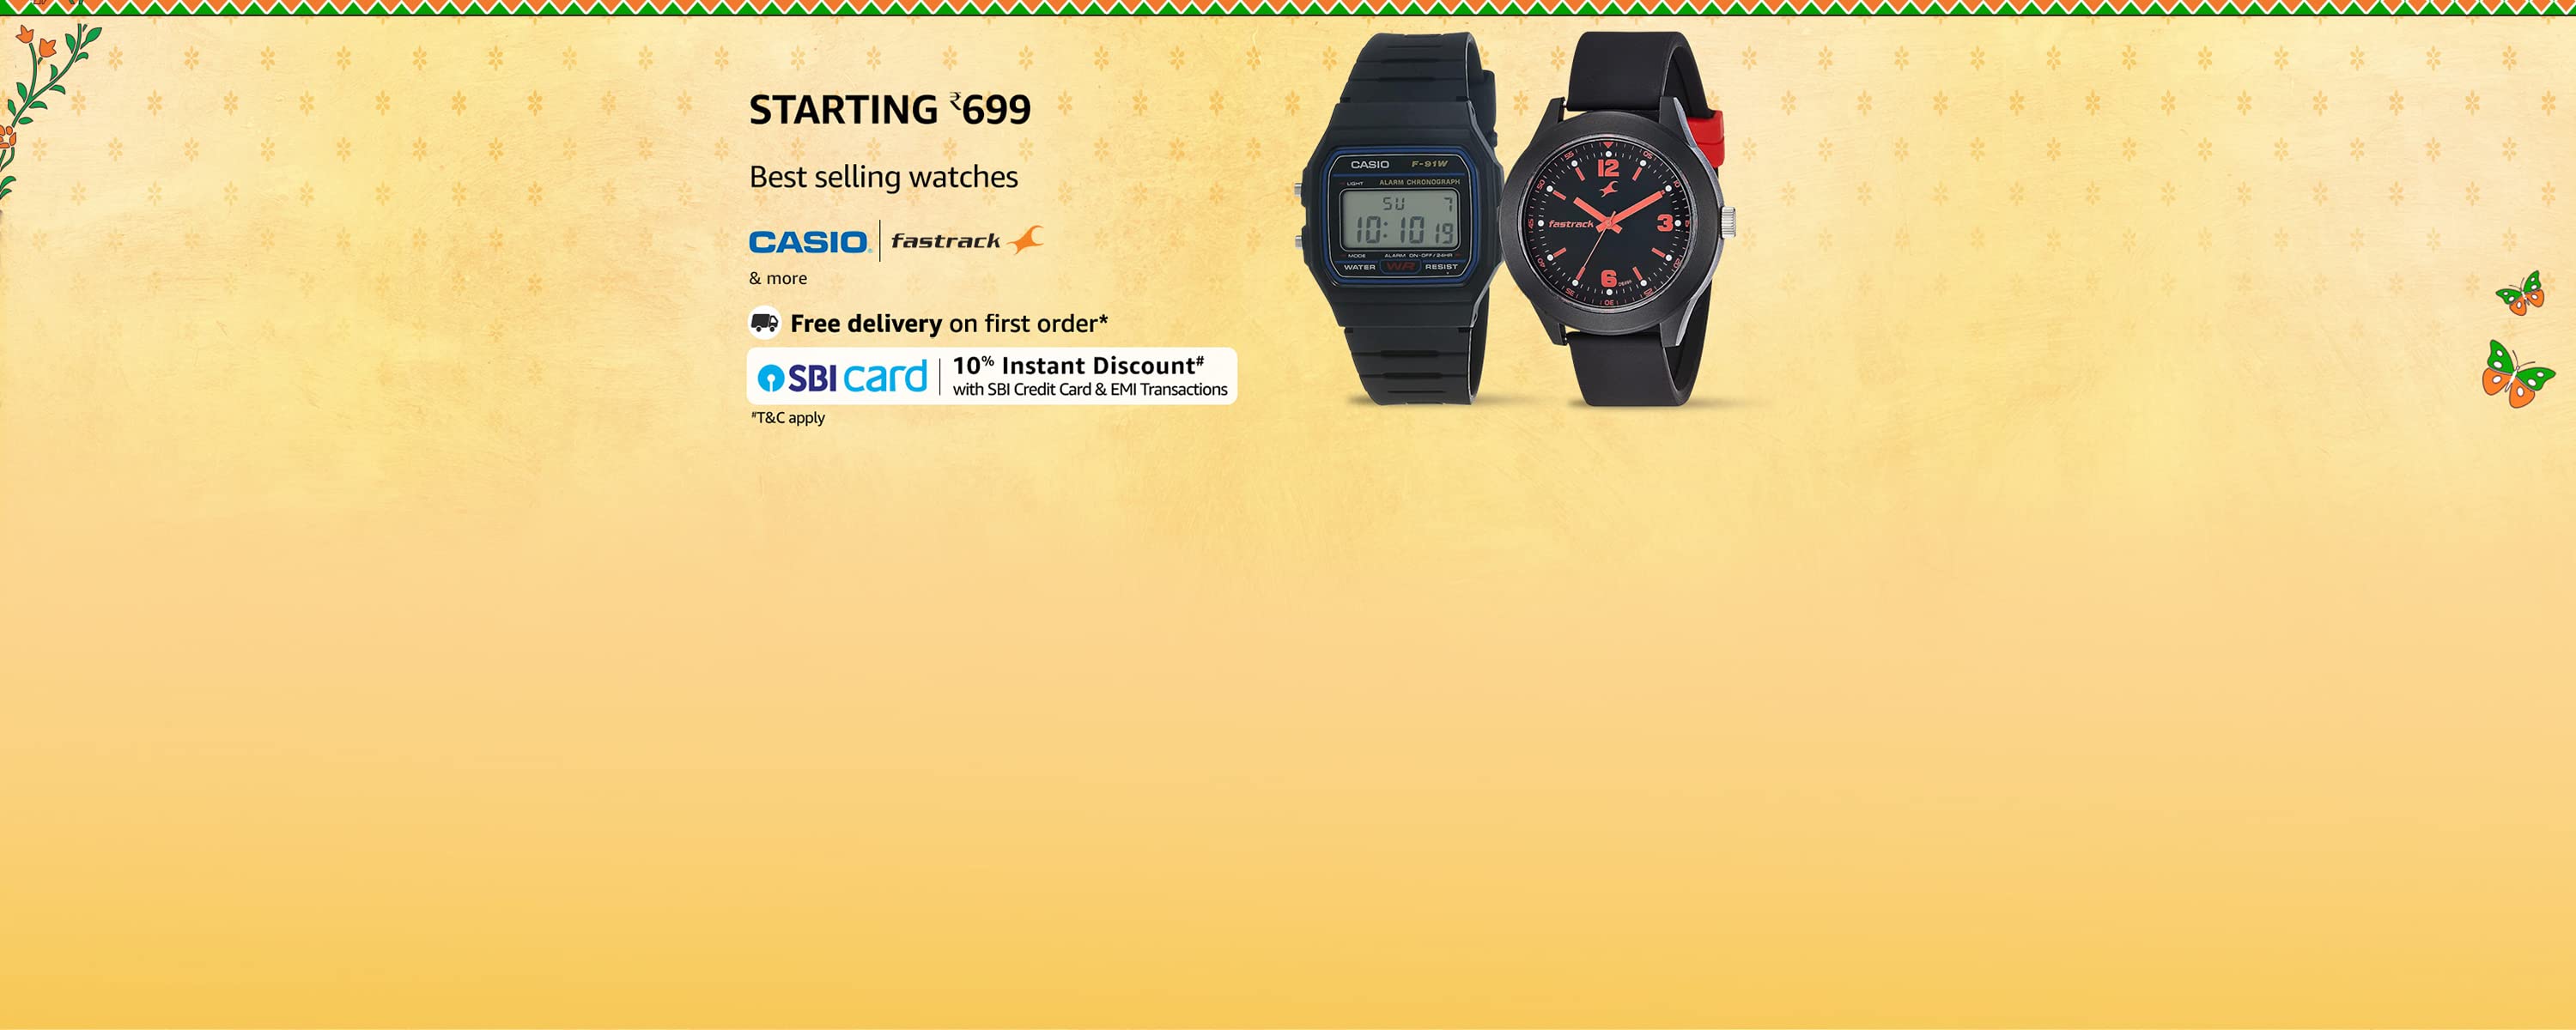 STARTING ₹699
Best selling watches
CASIO | fastrack
& more
Free delivery on first order*
SBI card | 10% Instant Discount#
with SBI Credit Card & EMI Transactions
#T&C apply
CASIO F-91W
LIGHT ALARM CHRONOGRAPH
SU 7
10:10 19
MODE ALARM ON-OFF/24HR
WATER WR RESIST
12
fastrack 3
6